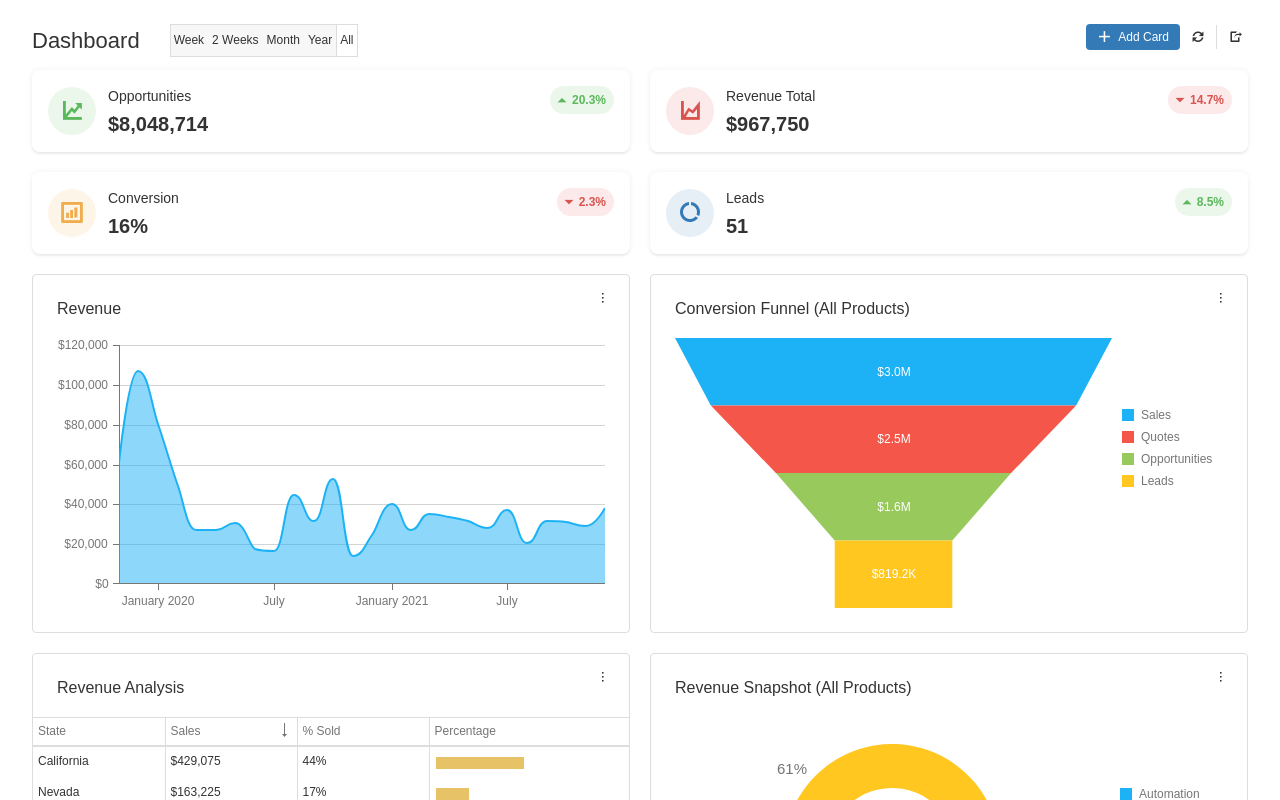 Dashboard
Week 2 Weeks Month Year All
Add Card
Opportunities
$8,048,714
20.3%
Revenue Total
$967,750
14.7%
Conversion
16%
2.3%
Leads
51
8.5%
Revenue
$120,000
$100,000
$80,000
$60,000
$40,000
$20,000
$0
January 2020 July January 2021 July
Conversion Funnel (All Products)
$3.0M
$2.5M
$1.6M
$819.2K
Sales
Quotes
Opportunities
Leads
Revenue Analysis
State Sales % Sold Percentage
California $429,075 44%
Nevada $163,225 17%
Revenue Snapshot (All Products)
61%
Automation